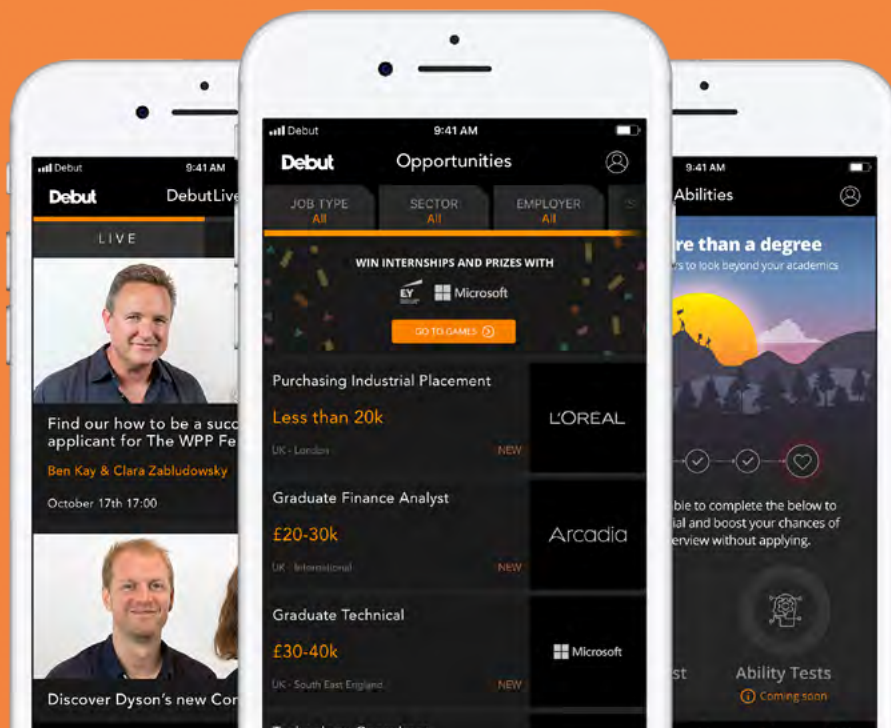 Debut
9:41 AM
Debut
DebutLive
LIVE
Find our how to be a succ
applicant for The WPP Fe
Ben Kay & Clara Zabludowsky
October 17th 17:00
Discover Dyson's new Cor
Debut
9:41 AM
Debut
Opportunities
JOB TYPE
All
SECTOR
All
EMPLOYER
All
WIN INTERNSHIPS AND PRIZES WITH
EY
Microsoft
GO TO GAMES
Purchasing Industrial Placement
Less than 20k
UK - London
NEW
L'OREAL
Graduate Finance Analyst
£20-30k
UK - International
NEW
Arcadia
Graduate Technical
£30-40k
UK - South East England
NEW
Microsoft
9:41 AM
Abilities
re than a degree
rs to look beyond your academics
ble to complete the below to
ial and boost your chances of
erview without applying.
st
Ability Tests
Coming soon